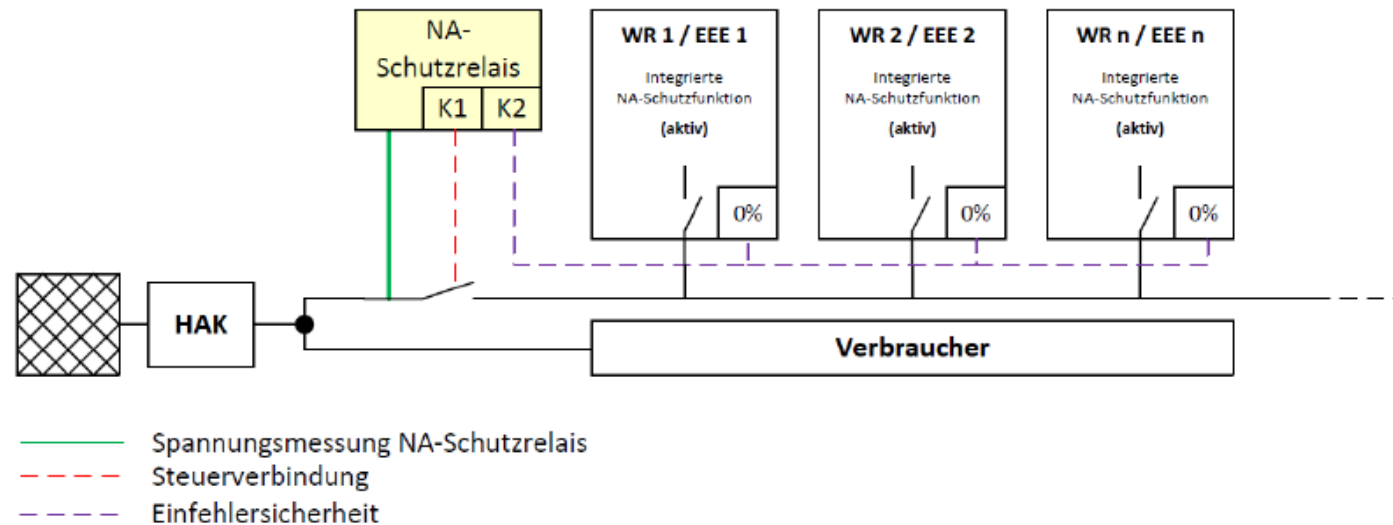 NA-
Schutzrelais
K1
K2
WR 1 / EEE 1
Integrierte
NA-Schutzfunktion
(aktiv)
0%
WR 2 / EEE 2
Integrierte
NA-Schutzfunktion
(aktiv)
0%
WR n / EEE n
Integrierte
NA-Schutzfunktion
(aktiv)
0%
HAK
Verbraucher
Spannungsmessung NA-Schutzrelais
Steuerverbindung
Einfehlersicherheit